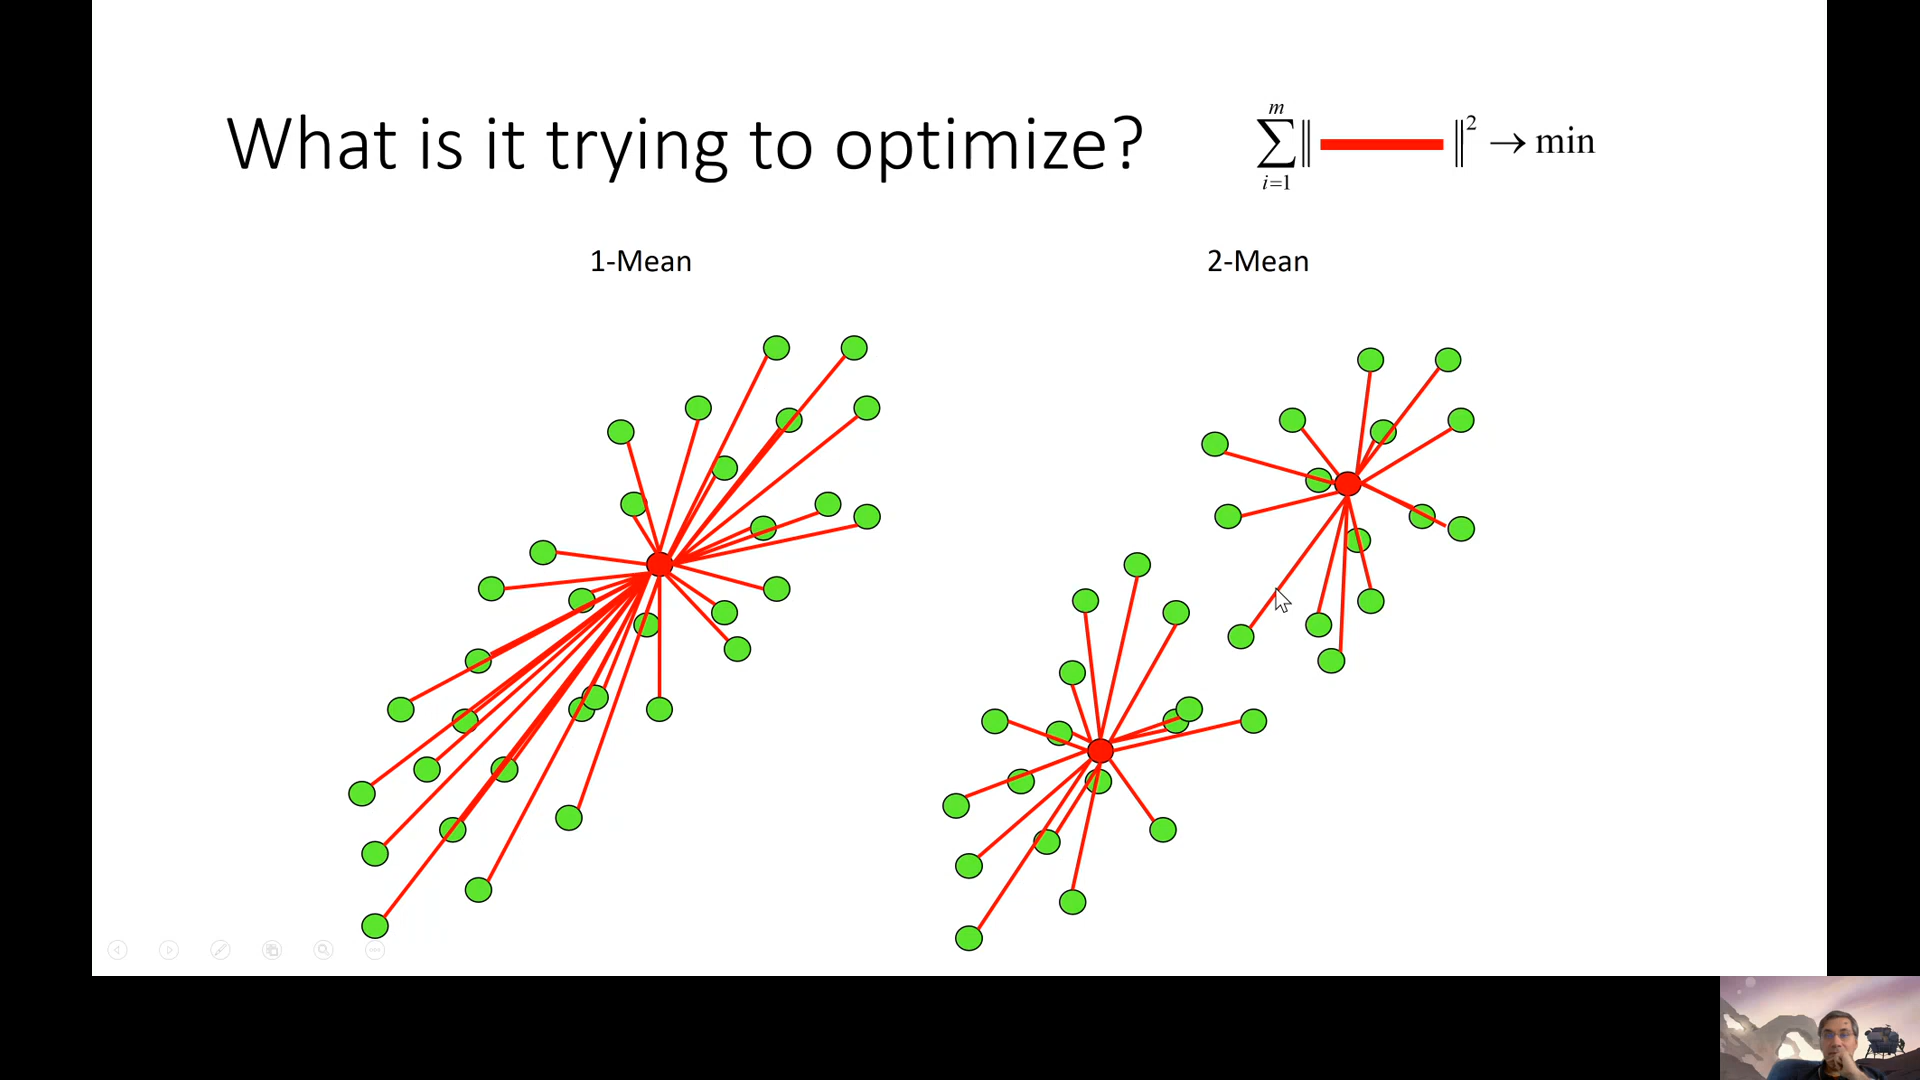 What is it trying to optimize?
m
∑‖ ‖² → min
i=1
1-Mean
2-Mean